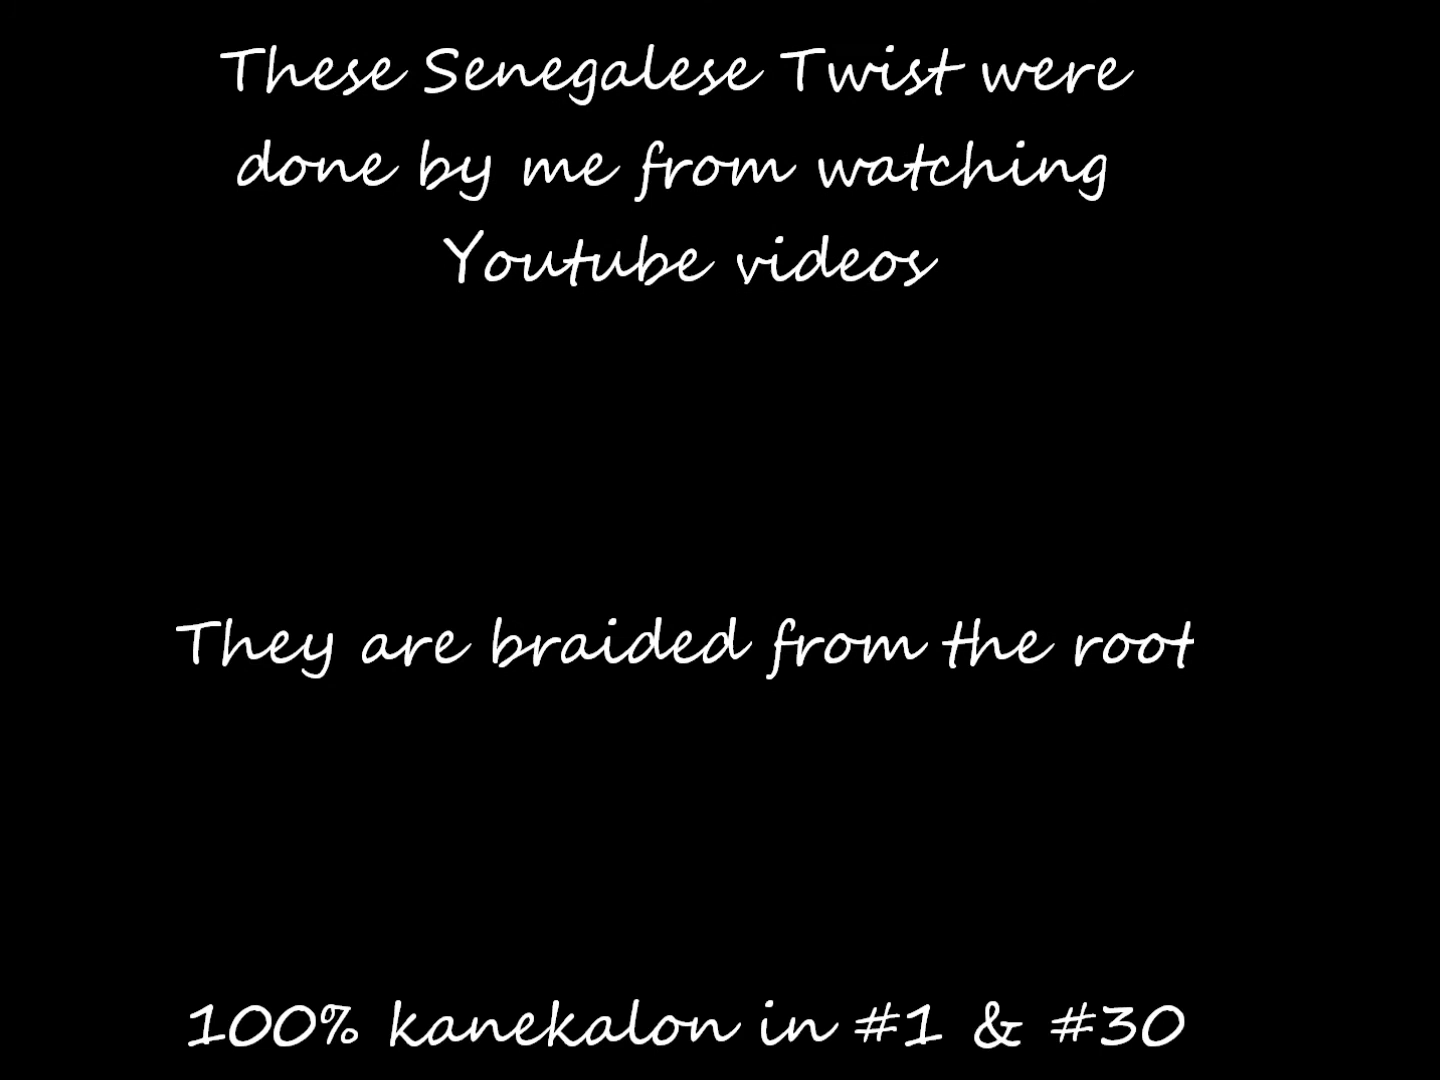 These Senegalese Twist were
done by me from watching
Youtube videos
They are braided from the root
100% kanekalon in #1 & #30